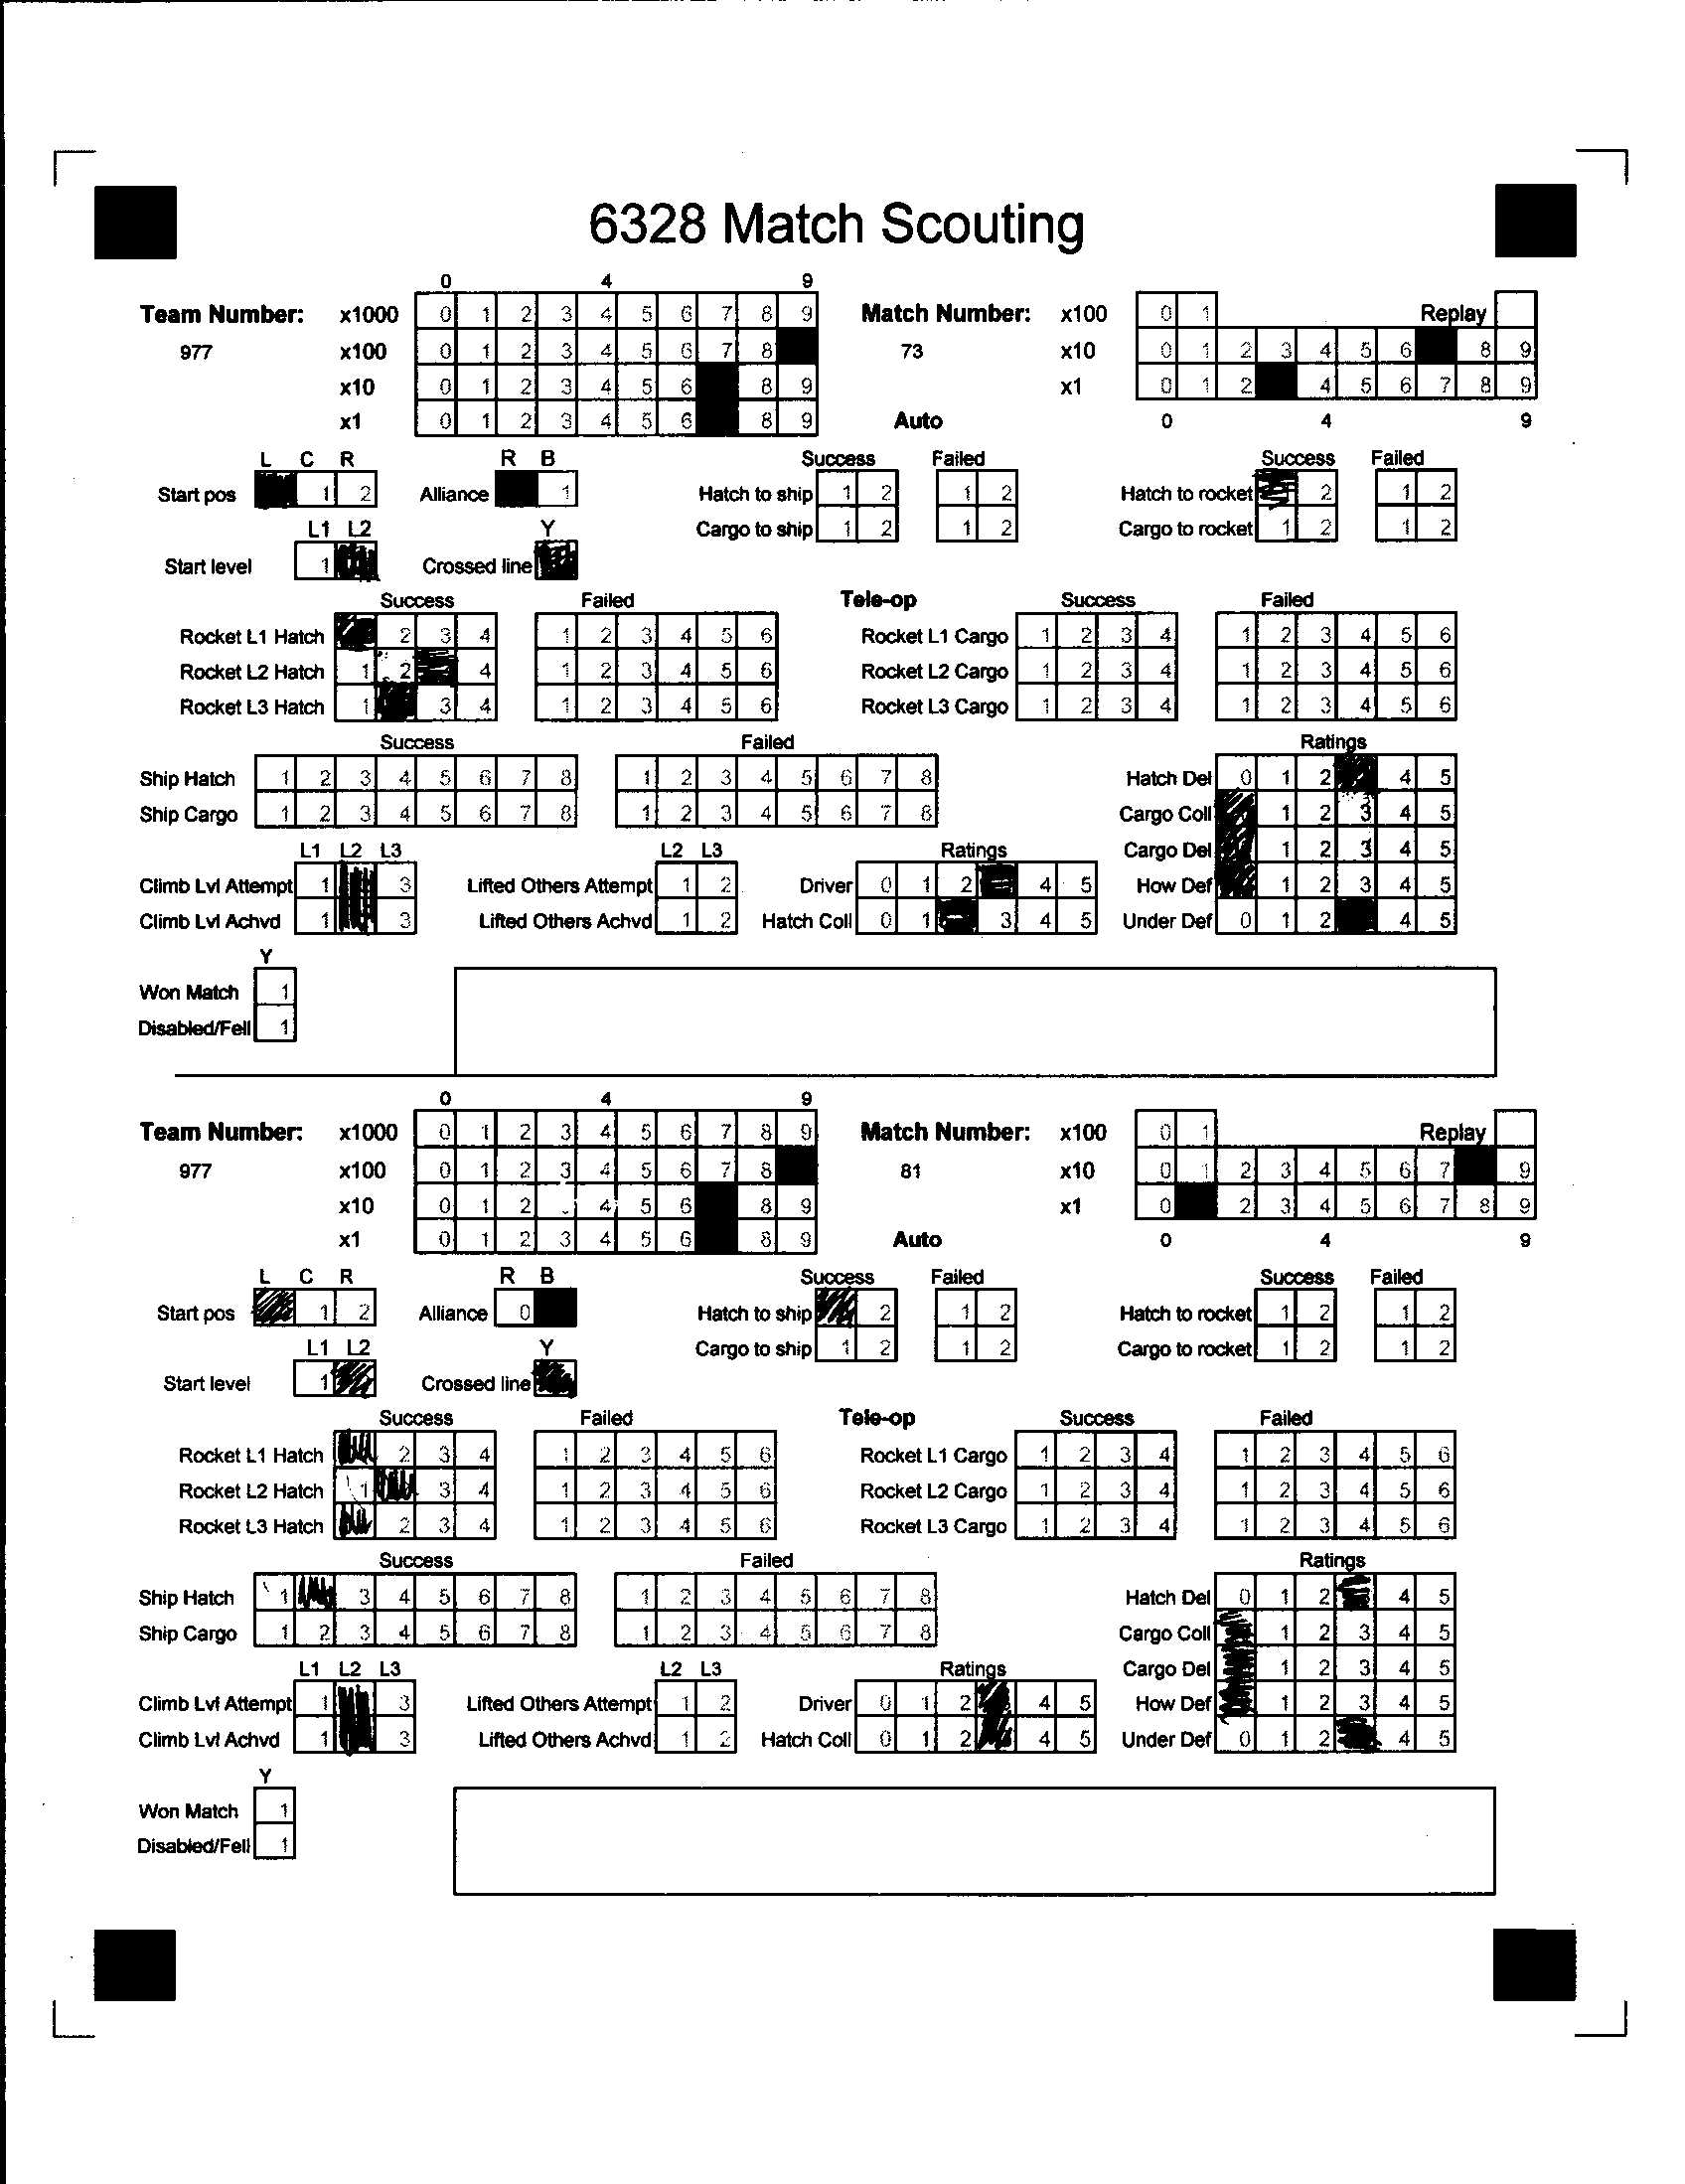 6328 Match Scouting
0 4 9
Team Number: x1000 0 1 2 3 4 5 6 7 8 9 Match Number: x100 0 1 Replay
977 x100 0 1 2 3 4 5 6 7 8 73 x10 0 1 2 3 4 5 6 8 9
x10 0 1 2 3 4 5 6 8 9 x1 0 1 2 4 5 6 7 8 9
x1 0 1 2 3 4 5 6 8 9 Auto 0 4 9
L C R R B Success Failed Success Failed
Start pos 1 2 Alliance 1 Hatch to ship 1 2 1 2 Hatch to rocket 2 1 2
L1 L2 Y Cargo to ship 1 2 1 2 Cargo to rocket 1 2 1 2
Start level 1 Crossed line
Success Failed Tele-op Success Failed
Rocket L1 Hatch 2 3 4 1 2 3 4 5 6 Rocket L1 Cargo 1 2 3 4 1 2 3 4 5 6
Rocket L2 Hatch 1 2 4 1 2 3 4 5 6 Rocket L2 Cargo 1 2 3 4 1 2 3 4 5 6
Rocket L3 Hatch 1 3 4 1 2 3 4 5 6 Rocket L3 Cargo 1 2 3 4 1 2 3 4 5 6
Success Failed Ratings
Ship Hatch 1 2 3 4 5 6 7 8 1 2 3 4 5 6 7 8 Hatch Del 0 1 2 4 5
Ship Cargo 1 2 3 4 5 6 7 8 1 2 3 4 5 6 7 8 Cargo Coll 1 2 3 4 5
L1 L2 L3 L2 L3 Ratings Cargo Del 1 2 3 4 5
Climb Lvl Attempt 1 3 Lifted Others Attempt 1 2 Driver 0 1 2 4 5 How Def 1 2 3 4 5
Climb Lvl Achvd 1 3 Lifted Others Achvd 1 2 Hatch Coll 0 1 3 4 5 Under Def 0 1 2 4 5
Y
Won Match 1
Disabled/Fell 1
0 4 9
Team Number: x1000 0 1 2 3 4 5 6 7 8 9 Match Number: x100 0 1 Replay
977 x100 0 1 2 3 4 5 6 7 8 81 x10 0 1 2 3 4 5 6 7 9
x10 0 1 2 4 5 6 8 9 x1 0 2 3 4 5 6 7 8 9
x1 0 1 2 3 4 5 6 8 9 Auto 0 4 9
L C R R B Success Failed Success Failed
Start pos 1 2 Alliance 0 Hatch to ship 2 1 2 Hatch to rocket 1 2 1 2
L1 L2 Y Cargo to ship 1 2 1 2 Cargo to rocket 1 2 1 2
Start level 1 Crossed line
Success Failed Tele-op Success Failed
Rocket L1 Hatch 2 3 4 1 2 3 4 5 6 Rocket L1 Cargo 1 2 3 4 1 2 3 4 5 6
Rocket L2 Hatch 1 3 4 1 2 3 4 5 6 Rocket L2 Cargo 1 2 3 4 1 2 3 4 5 6
Rocket L3 Hatch 2 3 4 1 2 3 4 5 6 Rocket L3 Cargo 1 2 3 4 1 2 3 4 5 6
Success Failed Ratings
Ship Hatch 1 3 4 5 6 7 8 1 2 3 4 5 6 7 8 Hatch Del 0 1 2 4 5
Ship Cargo 1 2 3 4 5 6 7 8 1 2 3 4 5 6 7 8 Cargo Coll 1 2 3 4 5
L1 L2 L3 L2 L3 Ratings Cargo Del 1 2 3 4 5
Climb Lvl Attempt 1 3 Lifted Others Attempt 1 2 Driver 0 1 2 4 5 How Def 1 2 3 4 5
Climb Lvl Achvd 1 3 Lifted Others Achvd 1 2 Hatch Coll 0 1 2 4 5 Under Def 0 1 2 4 5
Y
Won Match 1
Disabled/Fell 1